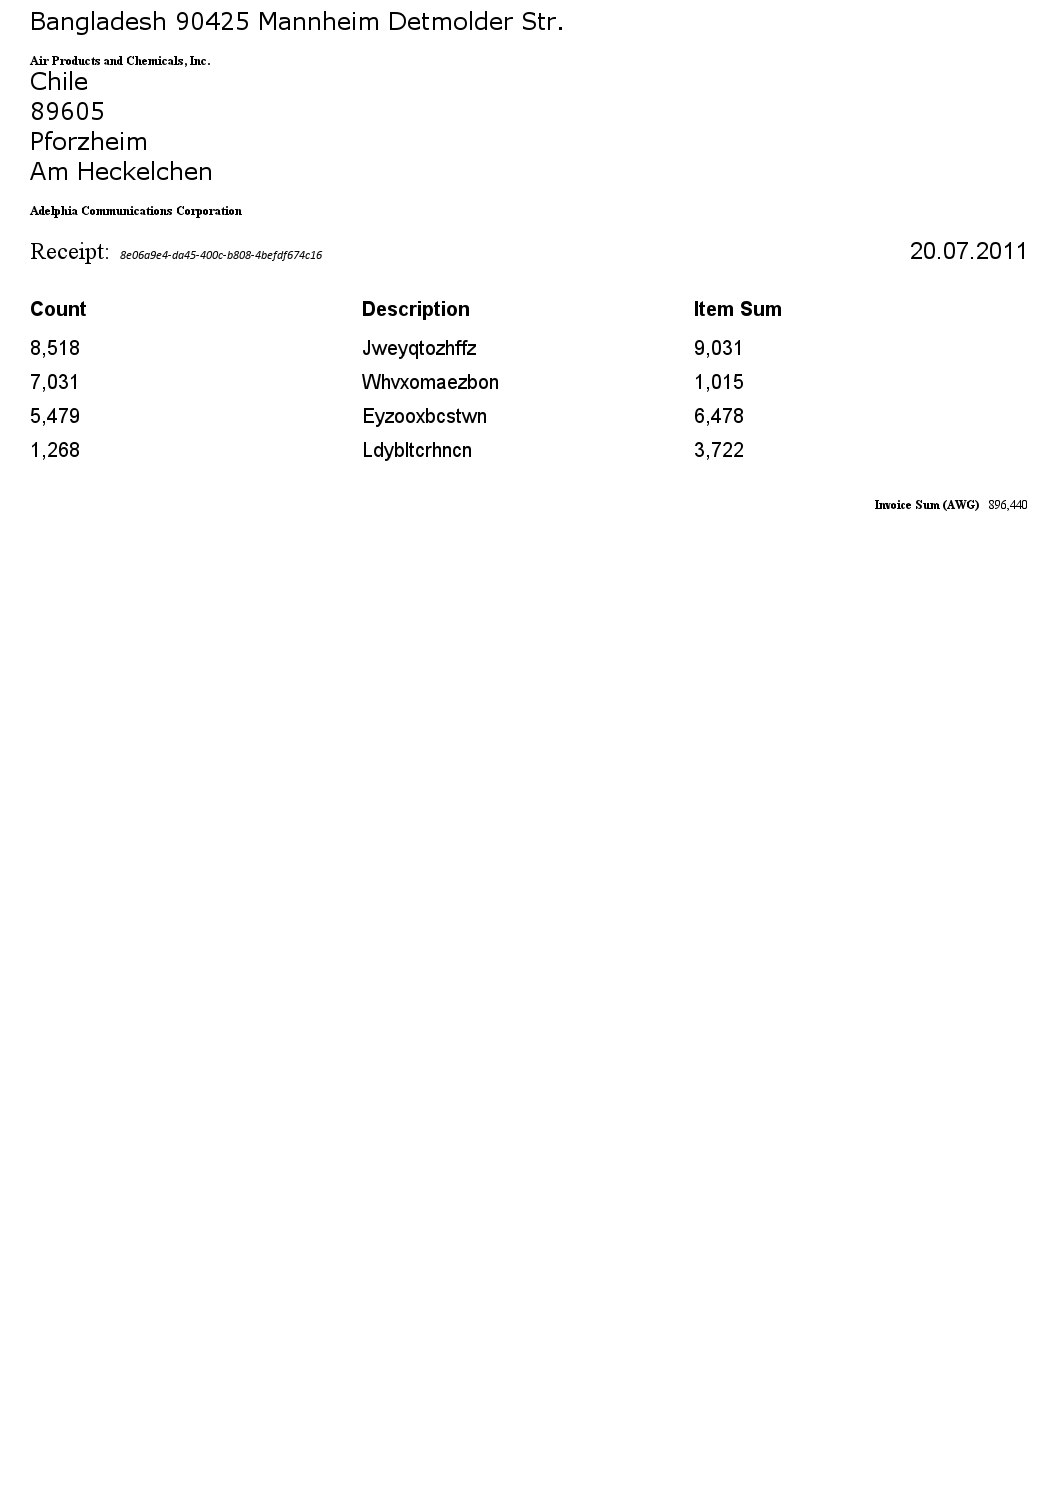 Bangladesh 90425 Mannheim Detmolder Str.
Air Products and Chemicals, Inc.
Chile
89605
Pforzheim
Am Heckelchen
Adelphia Communications Corporation
Receipt: 8e06a9e4-da45-400c-b808-4befdf674c16 20.07.2011
Count Description Item Sum
8,518 Jweyqtozhffz 9,031
7,031 Whvxomaezbon 1,015
5,479 Eyzooxbcstwn 6,478
1,268 Ldybltcrhncn 3,722
Invoice Sum (AWG) 896,440